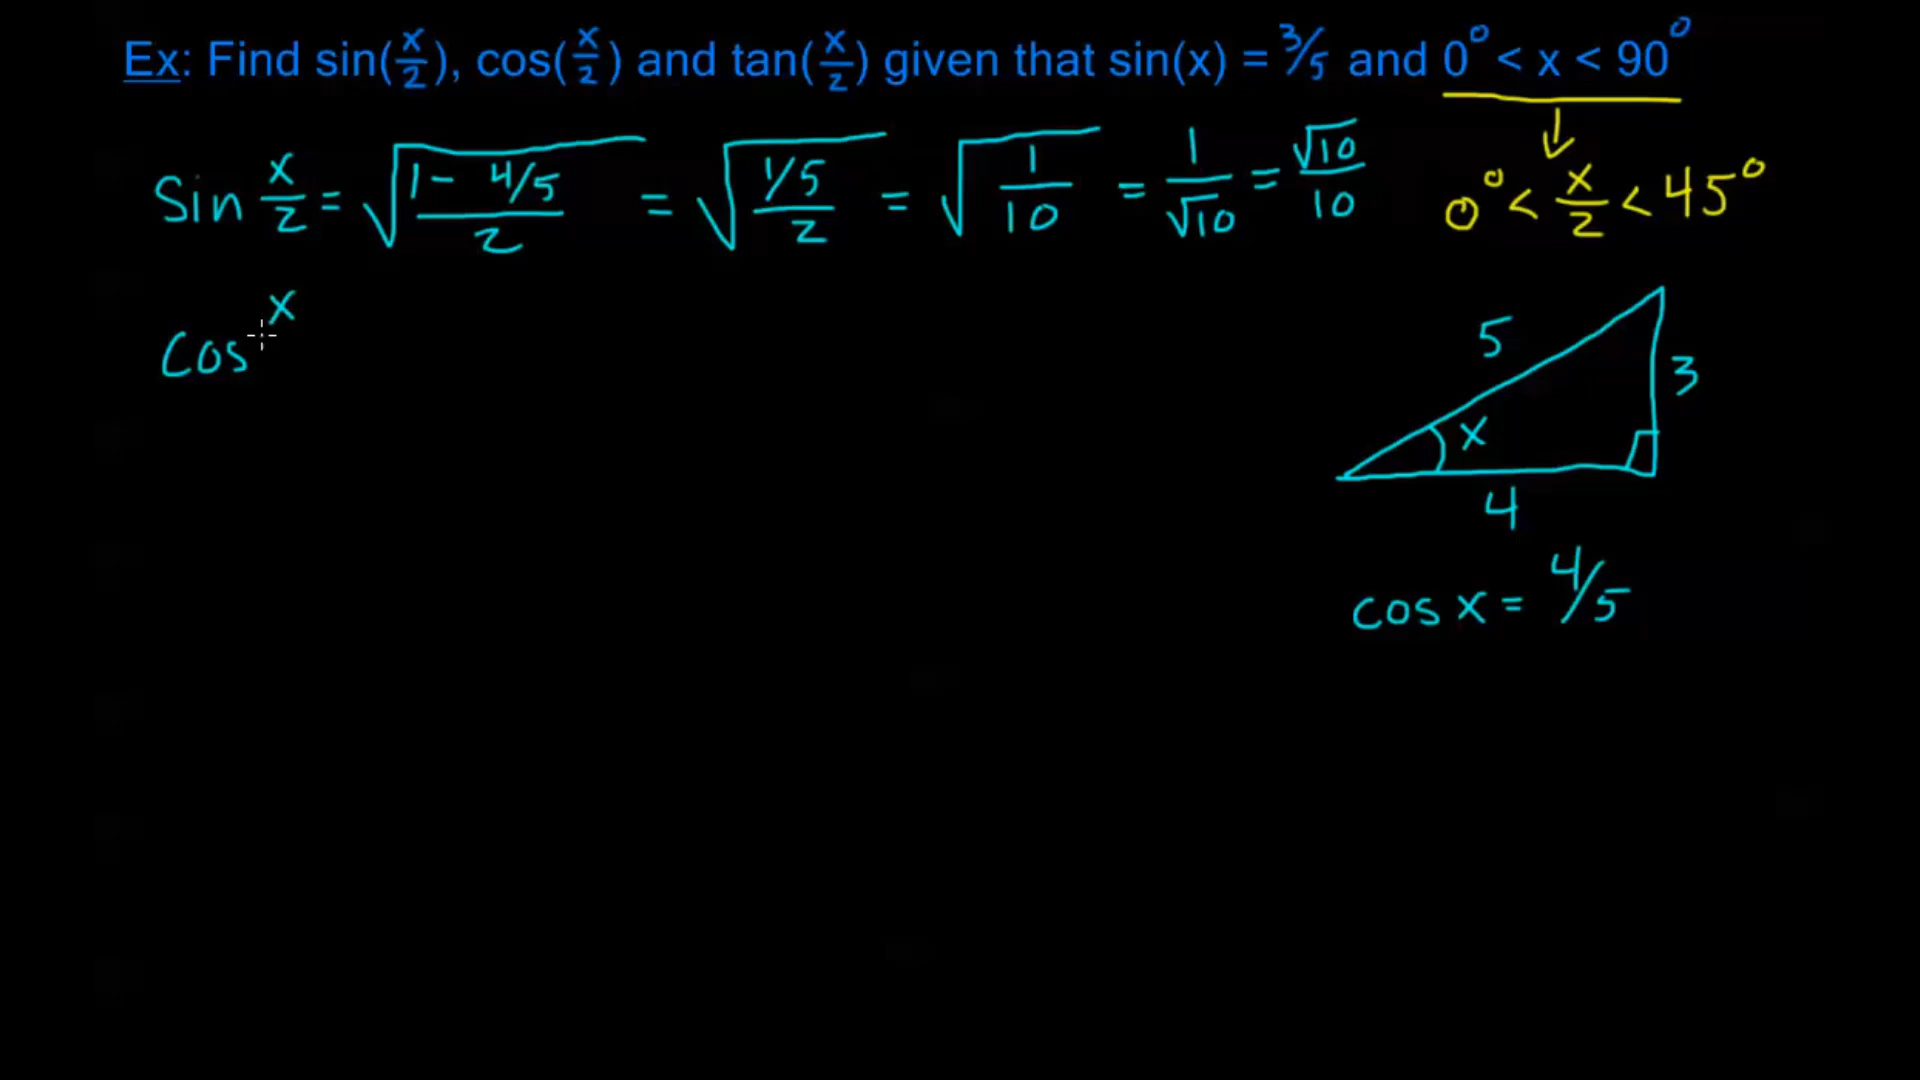 Ex: Find sin(x/2), cos(x/2) and tan(x/2) given that sin(x) = 3/5 and 0° < x < 90°
Sin x/2 = √((1 - 4/5)/2) = √((1/5)/2) = √(1/10) = 1/√10 = √10/10
0° < x/2 < 45°
Cos x
5
3
x
4
cos x = 4/5